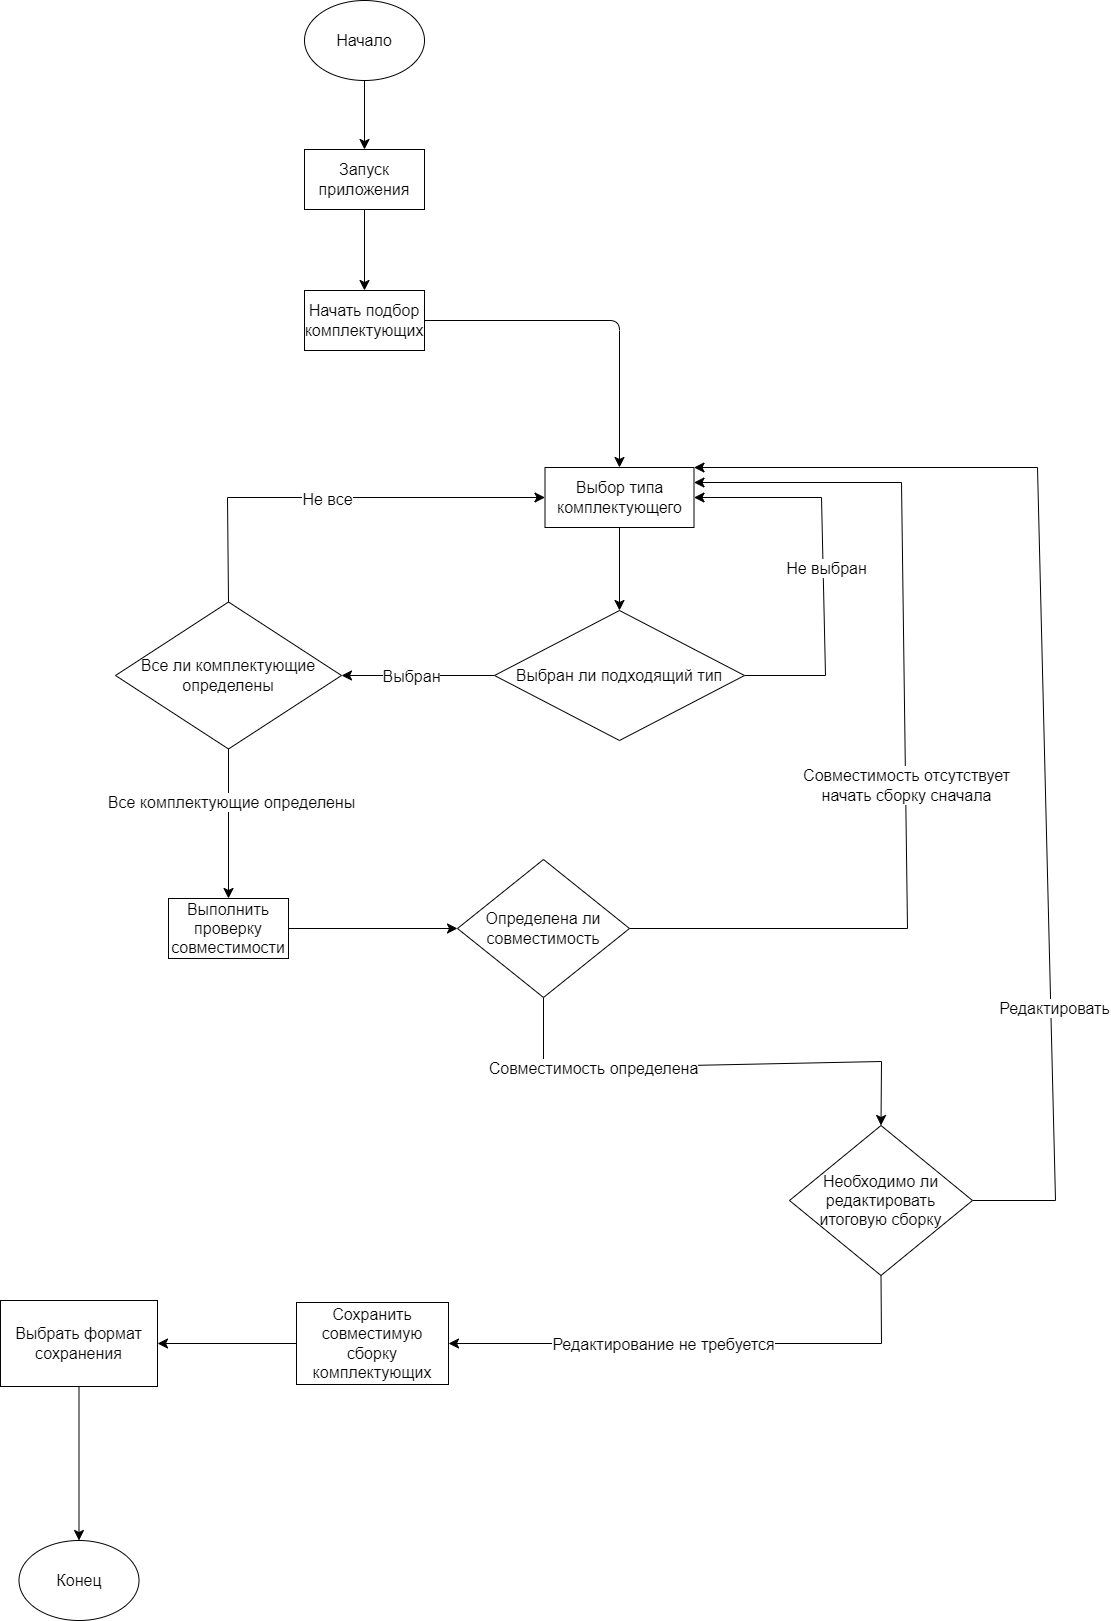 Начало
Запуск
приложения
Начать подбор
комплектующих
Выбор типа
комплектующего
Не все
Не выбран
Все ли комплектующие
определены
Выбран
Выбран ли подходящий тип
Совместимость отсутствует
начать сборку сначала
Все комплектующие определены
Выполнить
проверку
совместимости
Определена ли
совместимость
Редактировать
Совместимость определена
Необходимо ли
редактировать
итоговую сборку
Выбрать формат
сохранения
Сохранить
совместимую
сборку
комплектующих
Редактирование не требуется
Конец